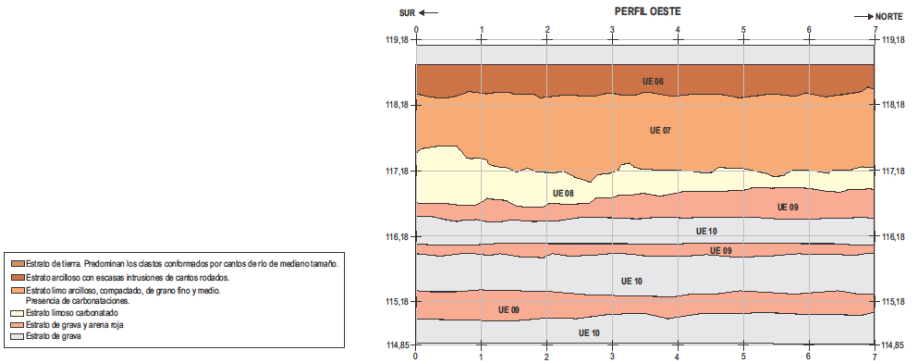 SUR
PERFIL OESTE
NORTE
0 1 2 3 4 5 6 7
119,18 119,18
UE 06
118,18 118,18
UE 07
117,18 117,18
UE 08
UE 09
UE 10
116,18 116,18
UE 09
UE 10
115,18 115,18
UE 09
UE 10
114,85 114,85
0 1 2 3 4 5 6 7
Estrato de tierra. Predominan los clastos conformados por cantos de río de mediano tamaño.
Estrato arcilloso con escasas intrusiones de cantos rodados.
Estrato limo arcilloso, compactado, de grano fino y medio.
Presencia de carbonataciones.
Estrato limoso carbonatado
Estrato de grava y arena roja
Estrato de grava